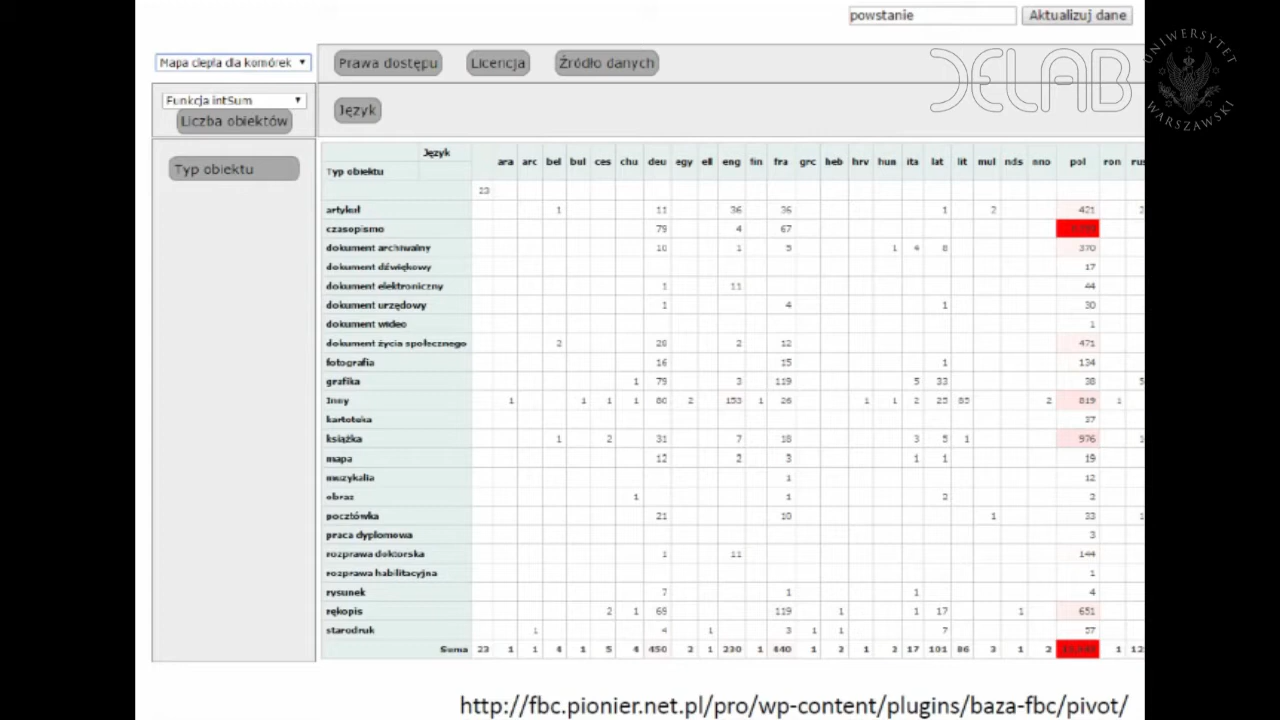 powstanie Aktualizuj dane
Mapa ciepła dla komórek Prawa dostępu Licencja Źródło danych DELAB UNIWERSYTET WARSZAWSKI
Funkcja intSum
Liczba obiektów Język
Typ obiektu
Język ara arc bel bul ces chu deu egy ell eng fin fra grc heb hrv hun ita lat lit mul nds nno pol ron rus
Typ obiektu
23
artykuł 1 11 36 36 1 2 421
czasopismo 79 4 67
dokument archiwalny 10 1 5 1 4 8 370
dokument dźwiękowy 17
dokument elektroniczny 1 11 44
dokument urzędowy 1 4 1 30
dokument wideo 1
dokument życia społecznego 2 28 2 12 471
fotografia 16 15 1 134
grafika 1 79 3 119 5 33 38 5
Inny 1 1 1 1 80 2 153 1 26 1 1 2 25 85 2 819 1
kartoteka 37
książka 1 2 31 7 18 3 5 1 976
mapa 12 2 3 1 1 19
muzykalia 1 12
obraz 1 1 2 2
pocztówka 21 10 1 33
praca dyplomowa 3
rozprawa doktorska 1 11 144
rozprawa habilitacyjna 1
rysunek 7 1 1 4
rękopis 2 1 69 119 1 1 17 1 651
starodruk 1 4 1 3 1 1 7 57
Suma 23 1 1 4 1 5 4 450 2 1 230 1 440 1 2 1 2 17 101 86 3 1 2 1 12
http://fbc.pionier.net.pl/pro/wp-content/plugins/baza-fbc/pivot/